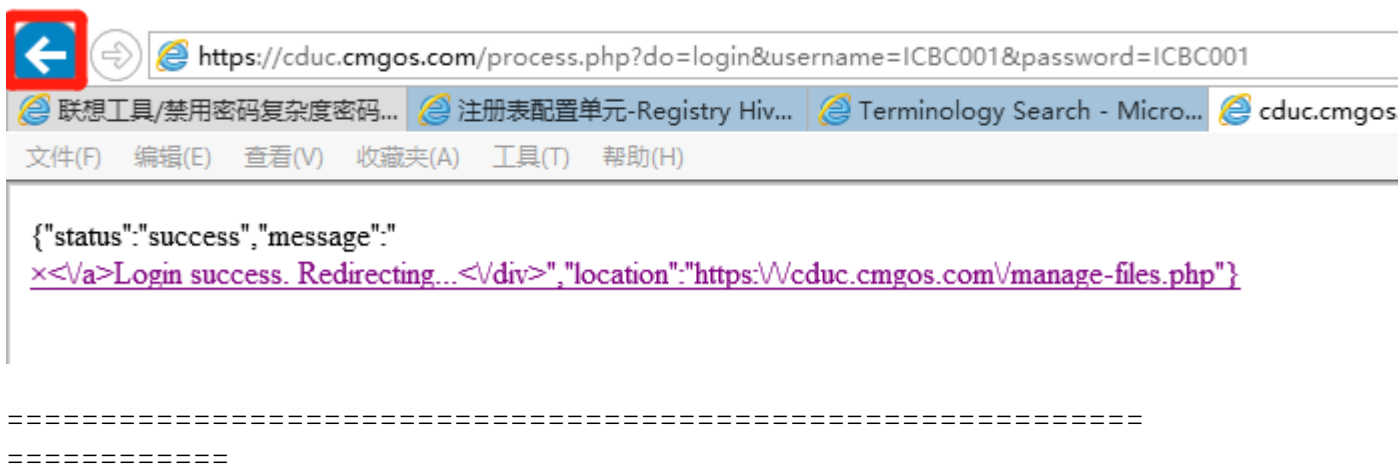 https://cduc.cmgos.com/process.php?do=login&username=ICBC001&password=ICBC001
联想工具/禁用密码复杂度密码... 注册表配置单元-Registry Hiv... Terminology Search - Micro... cduc.cmgos.
文件(F) 编辑(E) 查看(V) 收藏夹(A) 工具(T) 帮助(H)
{"status":"success","message":"
×<\/a>Login success. Redirecting...<\/div>","location":"https:\/\/cduc.cmgos.com\/manage-files.php"}
=============================================================
============